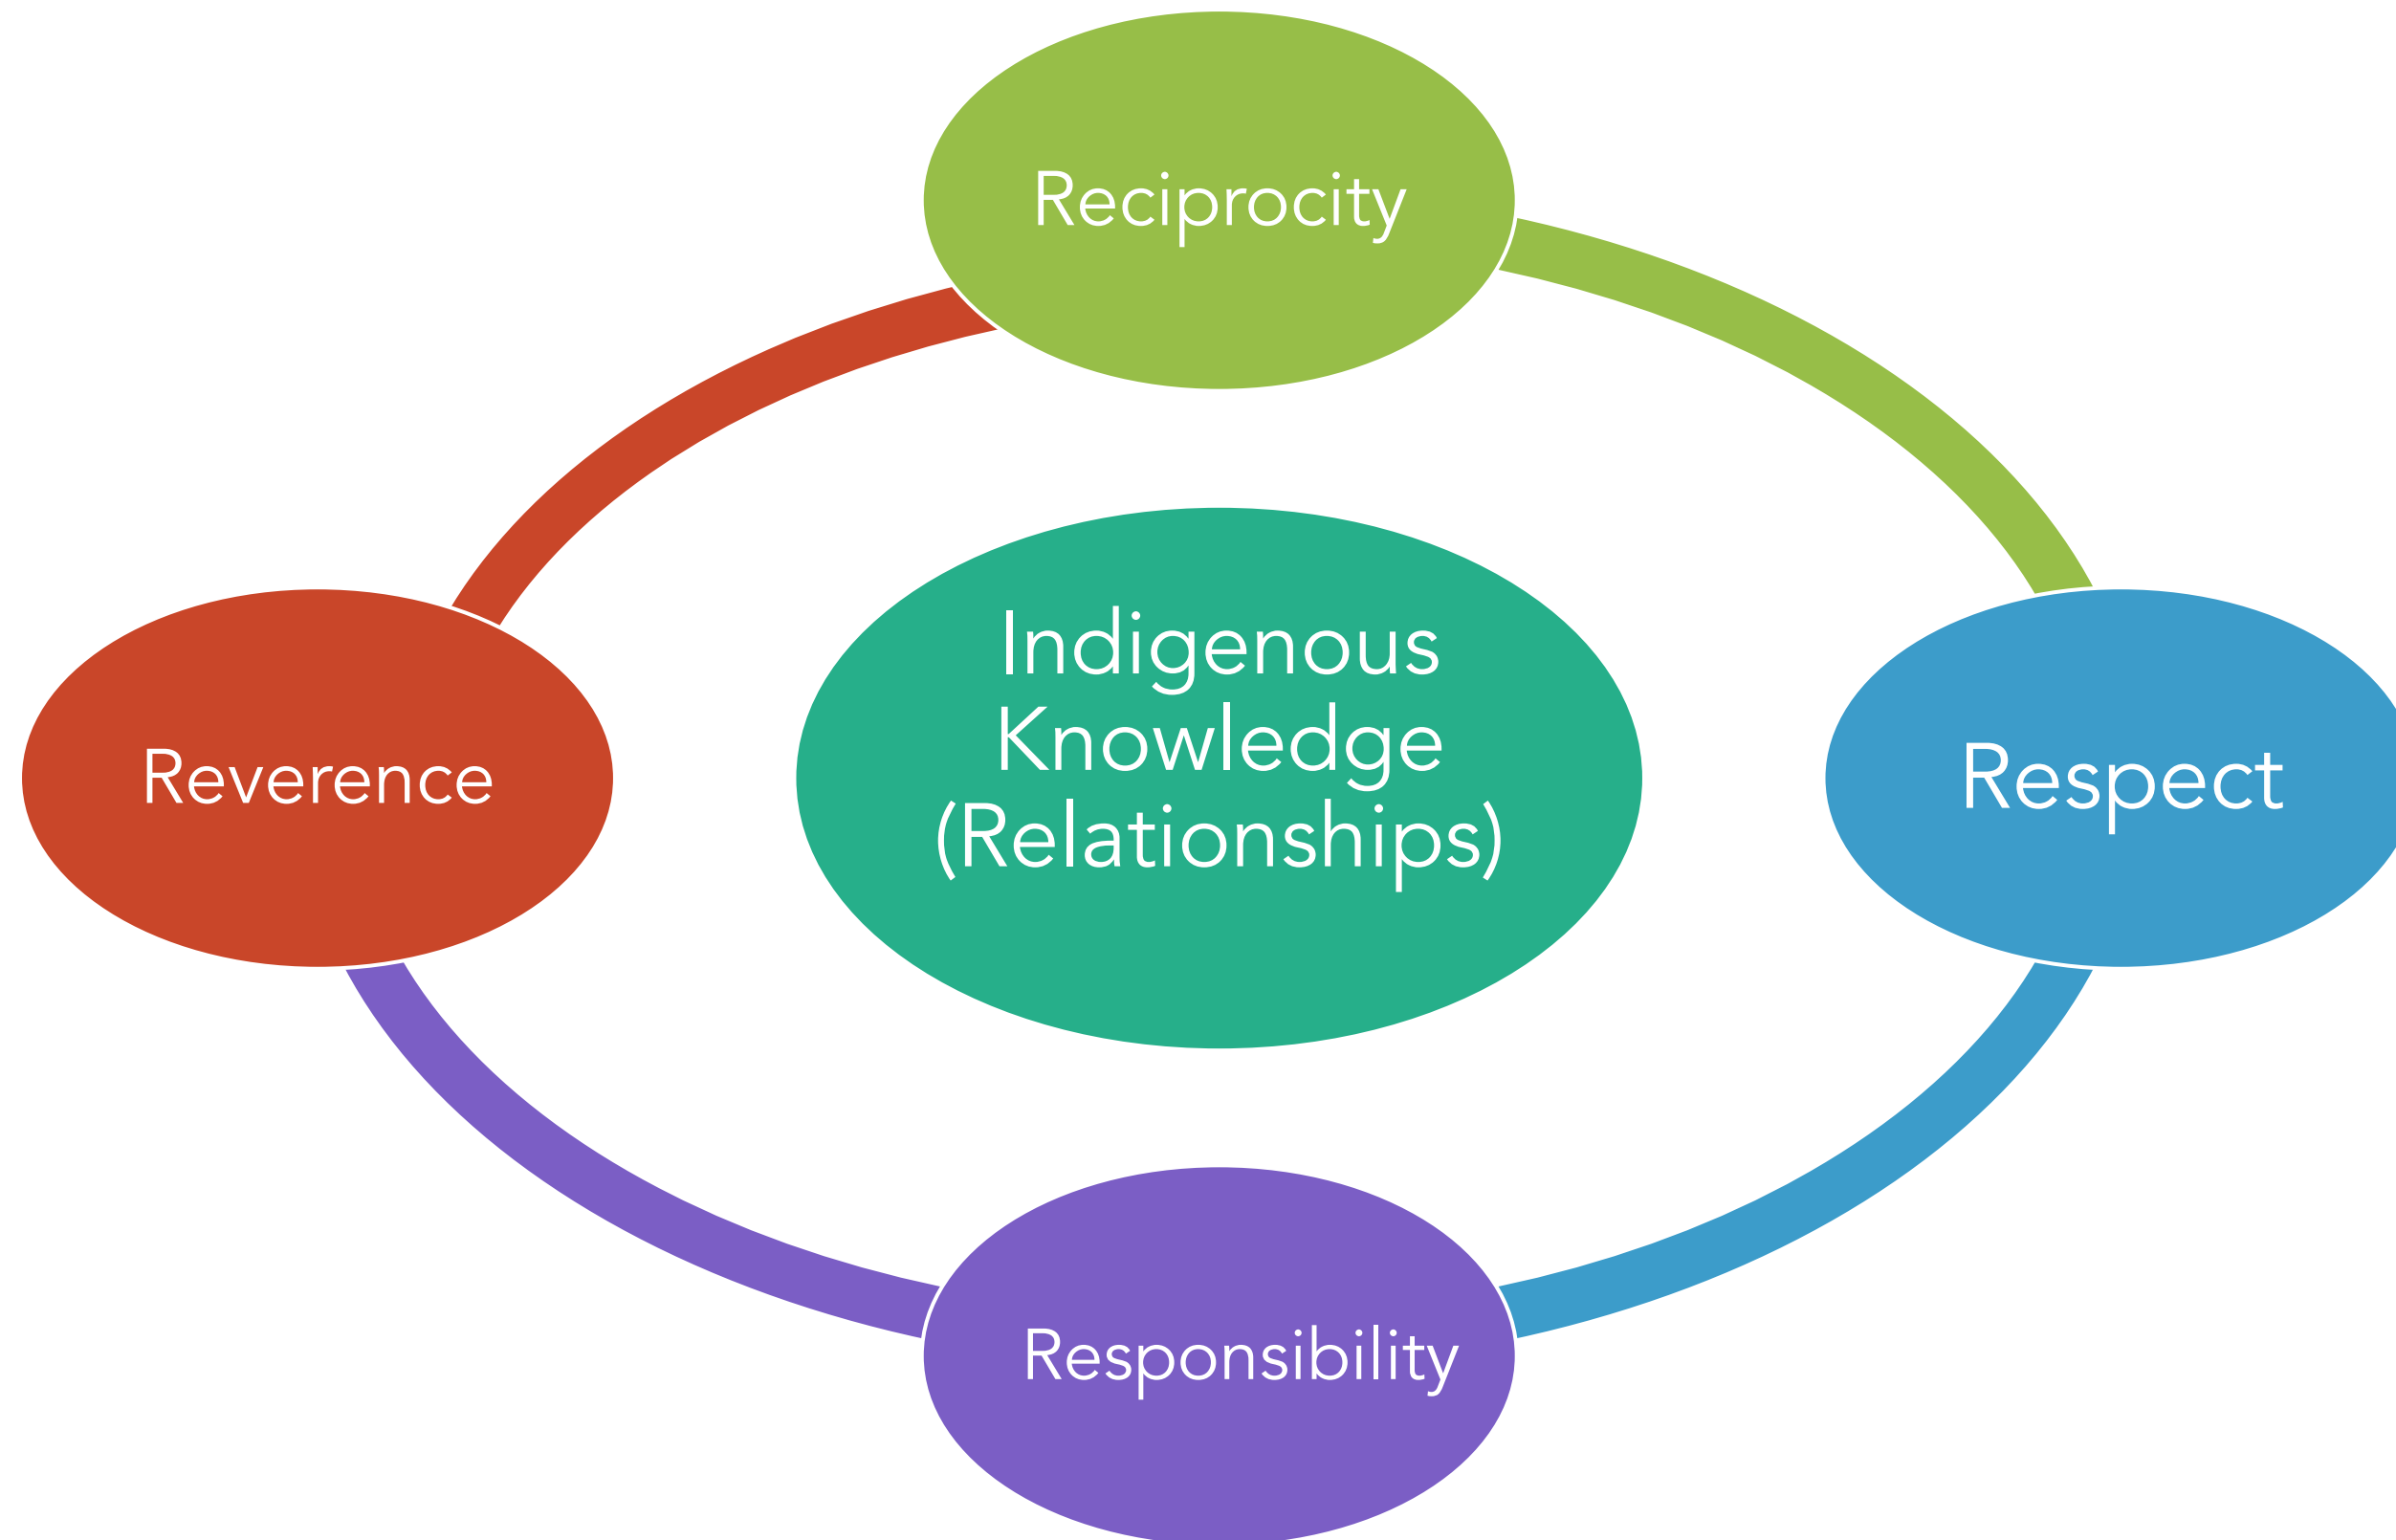 Reciprocity
Indigenous
Knowledge
(Relationships)
Reverence
Respect
Responsibility